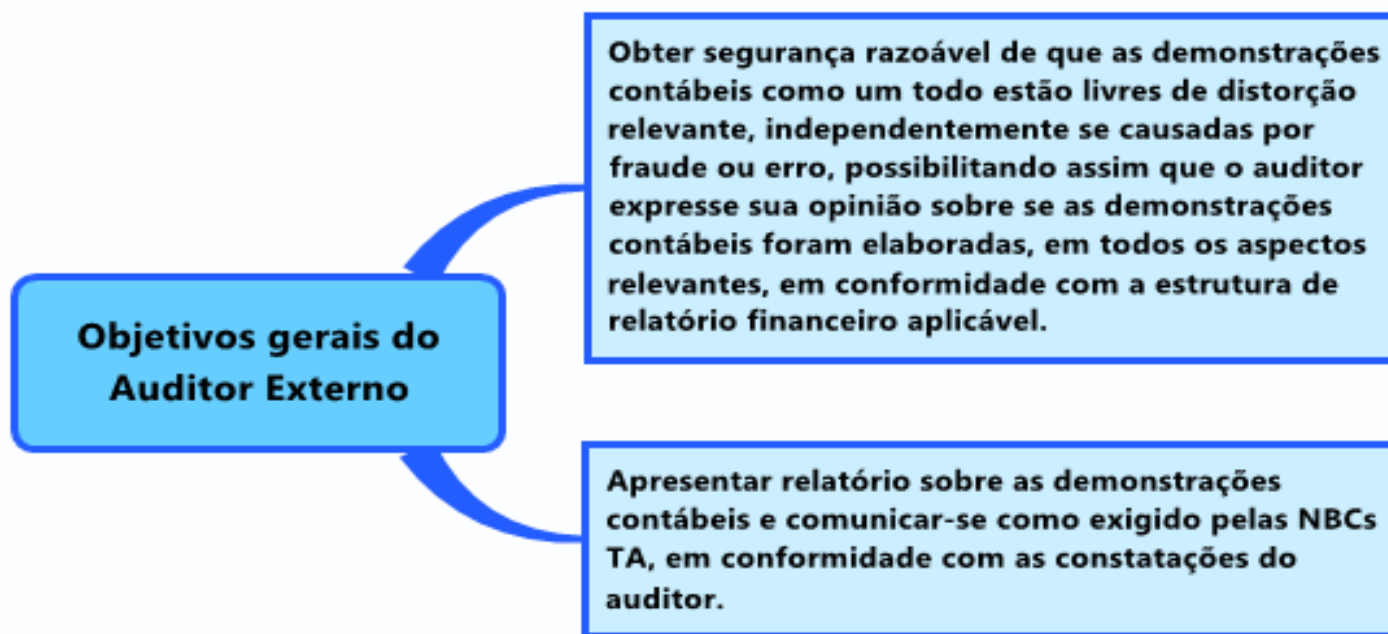 Objetivos gerais do
Auditor Externo
Obter segurança razoável de que as demonstrações
contábeis como um todo estão livres de distorção
relevante, independentemente se causadas por
fraude ou erro, possibilitando assim que o auditor
expresse sua opinião sobre se as demonstrações
contábeis foram elaboradas, em todos os aspectos
relevantes, em conformidade com a estrutura de
relatório financeiro aplicável.
Apresentar relatório sobre as demonstrações
contábeis e comunicar-se como exigido pelas NBCs
TA, em conformidade com as constatações do
auditor.